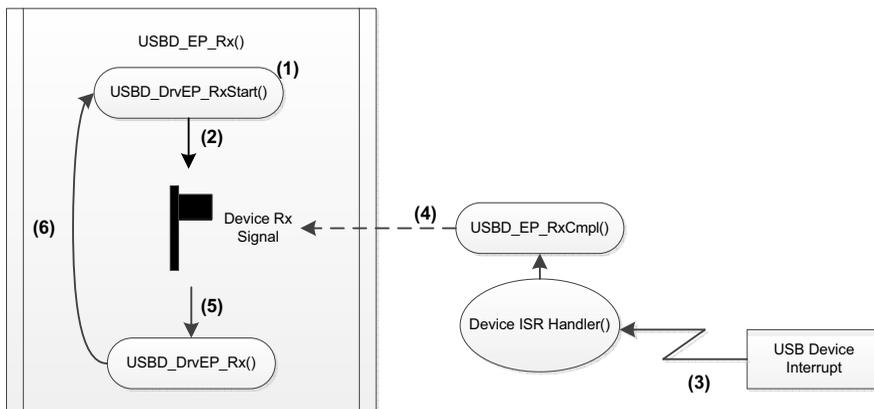 USBD_EP_Rx()
(1)
USBD_DrvEP_RxStart()
(2)
Device Rx
Signal
(4)
USBD_EP_RxCmpl()
(6)
(5)
Device ISR Handler()
USBD_DrvEP_Rx()
USB Device
Interrupt
(3)